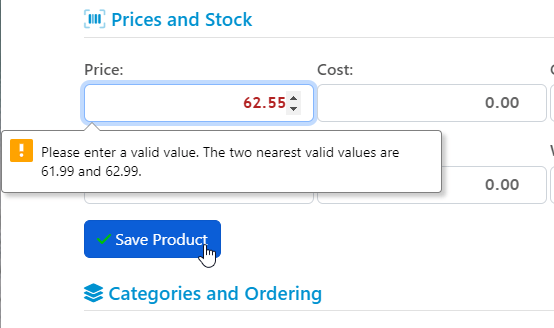 Prices and Stock
Price:
Cost:
62.55
0.00
Please enter a valid value. The two nearest valid values are
61.99 and 62.99.
0.00
Save Product
Categories and Ordering